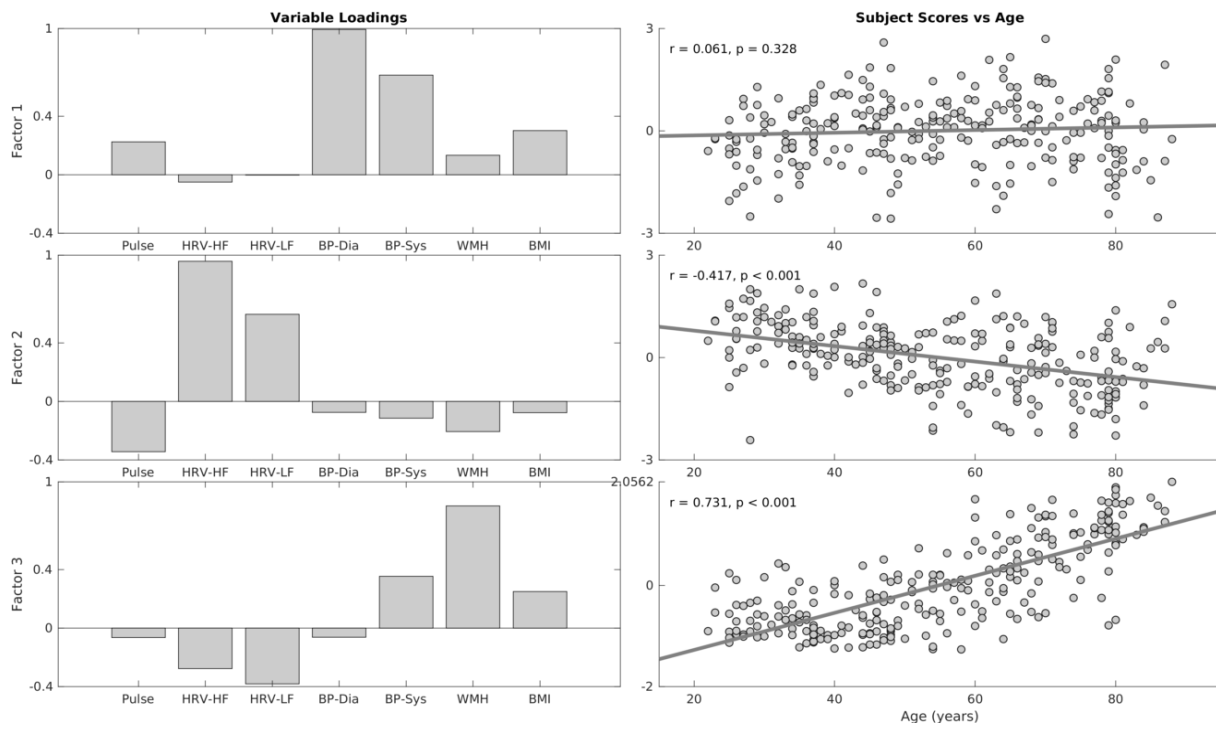 Variable Loadings
Subject Scores vs Age
1
0.4
0
-0.4
Factor 1
Pulse HRV-HF HRV-LF BP-Dia BP-Sys WMH BMI
3
0
-3
r = 0.061, p = 0.328
20 40 60 80
1
0.4
0
-0.4
Factor 2
Pulse HRV-HF HRV-LF BP-Dia BP-Sys WMH BMI
3
0
-3
r = -0.417, p < 0.001
20 40 60 80
1
0.4
0
-0.4
Factor 3
Pulse HRV-HF HRV-LF BP-Dia BP-Sys WMH BMI
2.0562
0
-2
r = 0.731, p < 0.001
20 40 60 80
Age (years)